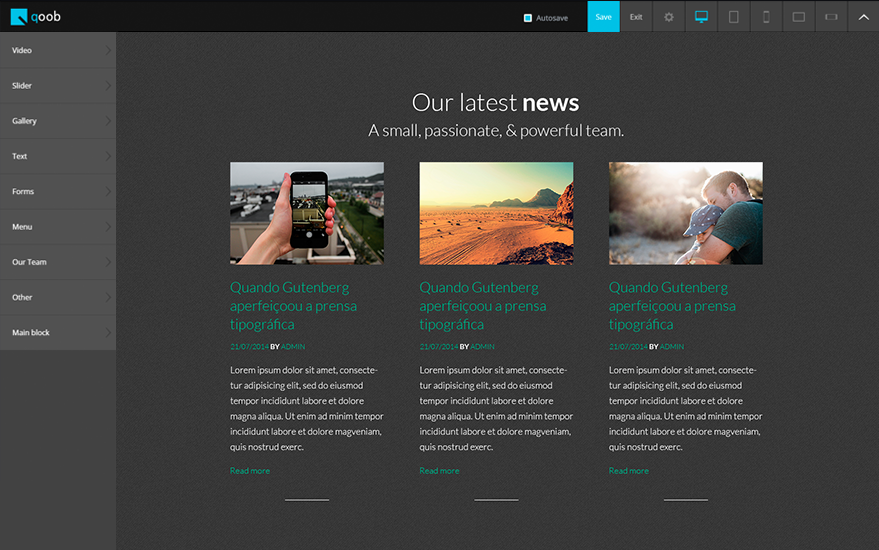 qoob
Autosave
Save
Exit
Video
Slider
Gallery
Text
Forms
Menu
Our Team
Other
Main block
Our latest news
A small, passionate, & powerful team.
Quando Gutenberg
aperfeiçoou a prensa
tipográfica
21/07/2014 BY ADMIN
Lorem ipsum dolor sit amet, consecte-
tur adipisicing elit, sed do eiusmod
tempor incididunt labore et dolore
magna aliqua. Ut enim ad minim tempor
incididunt labore et dolore magveniam,
quis nostrud exerc.
Read more
Quando Gutenberg
aperfeiçoou a prensa
tipográfica
21/07/2014 BY ADMIN
Lorem ipsum dolor sit amet, consecte-
tur adipisicing elit, sed do eiusmod
tempor incididunt labore et dolore
magna aliqua. Ut enim ad minim tempor
incididunt labore et dolore magveniam,
quis nostrud exerc.
Read more
Quando Gutenberg
aperfeiçoou a prensa
tipográfica
21/07/2014 BY ADMIN
Lorem ipsum dolor sit amet, consecte-
tur adipisicing elit, sed do eiusmod
tempor incididunt labore et dolore
magna aliqua. Ut enim ad minim tempor
incididunt labore et dolore magveniam,
quis nostrud exerc.
Read more